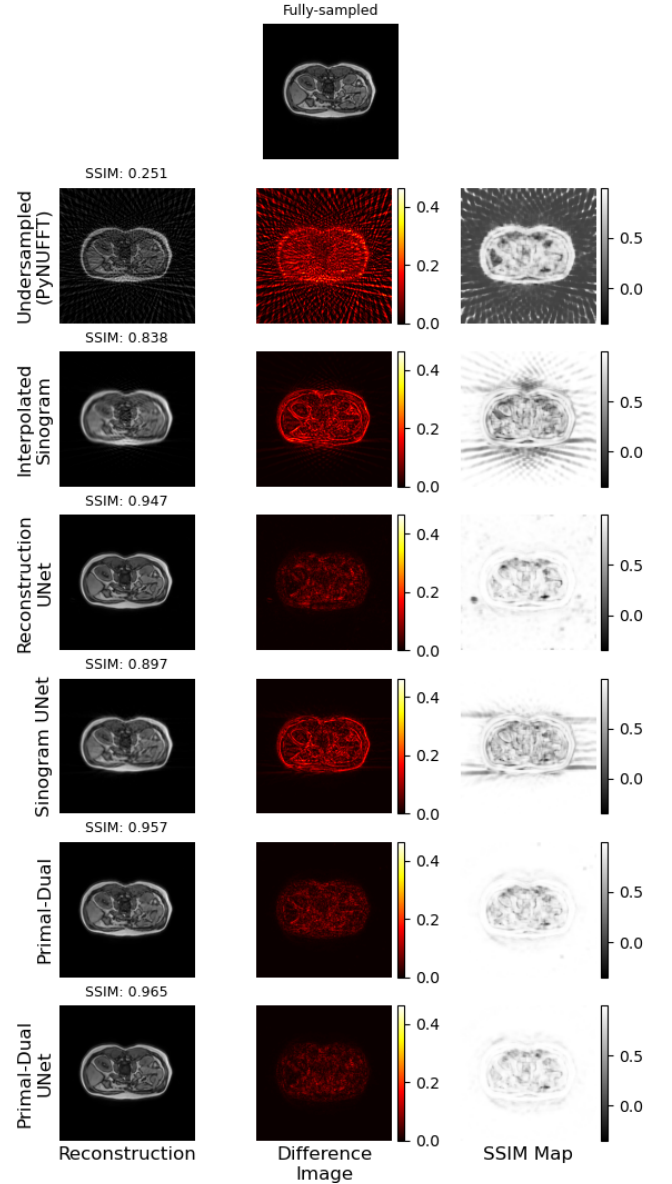 Fully-sampled
SSIM: 0.251
Undersampled
(PyNUFFT)
0.4
0.2
0.0
0.5
0.0
SSIM: 0.838
Interpolated
Sinogram
0.4
0.2
0.0
0.5
0.0
SSIM: 0.947
Reconstruction
UNet
0.4
0.2
0.0
0.5
0.0
SSIM: 0.897
Sinogram UNet
0.4
0.2
0.0
0.5
0.0
SSIM: 0.957
Primal-Dual
0.4
0.2
0.0
0.5
0.0
SSIM: 0.965
Primal-Dual
UNet
0.4
0.2
0.0
0.5
0.0
Reconstruction
Difference
Image
SSIM Map